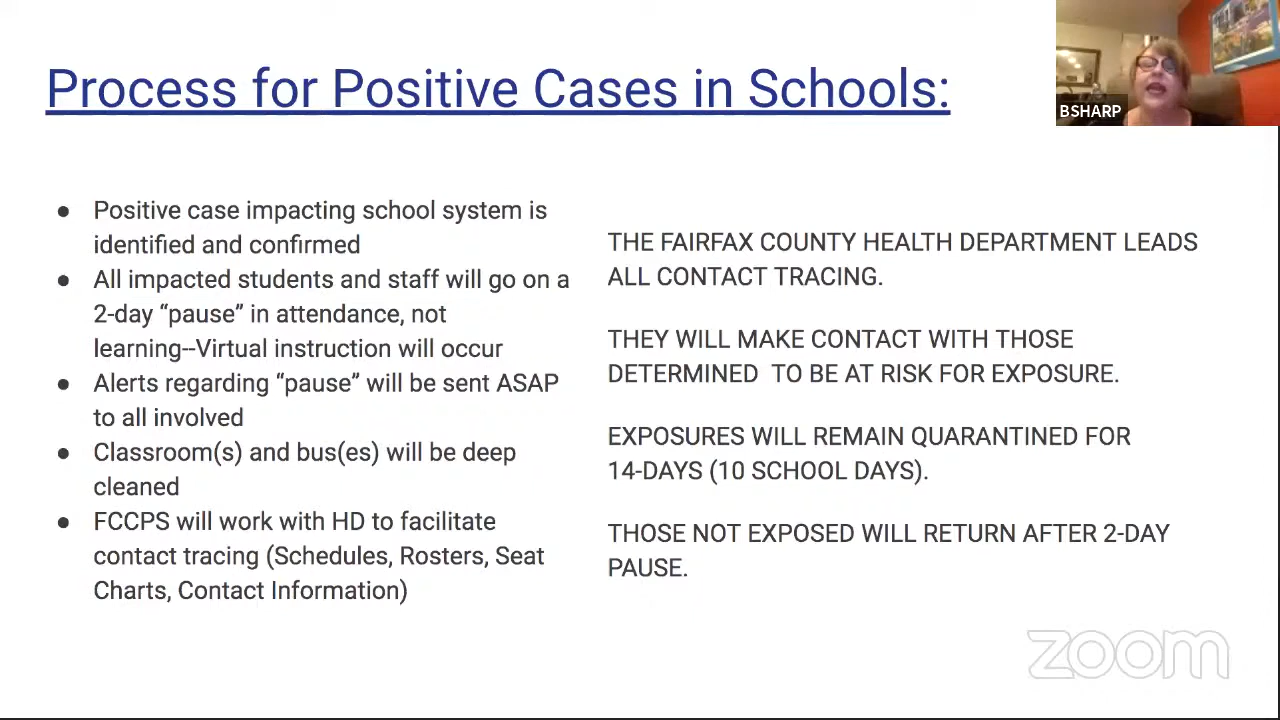 Process for Positive Cases in Schools:
BSHARP
● Positive case impacting school system is
identified and confirmed
● All impacted students and staff will go on a
2-day “pause” in attendance, not
learning--Virtual instruction will occur
● Alerts regarding “pause” will be sent ASAP
to all involved
● Classroom(s) and bus(es) will be deep
cleaned
● FCCPS will work with HD to facilitate
contact tracing (Schedules, Rosters, Seat
Charts, Contact Information)
THE FAIRFAX COUNTY HEALTH DEPARTMENT LEADS
ALL CONTACT TRACING.
THEY WILL MAKE CONTACT WITH THOSE
DETERMINED  TO BE AT RISK FOR EXPOSURE.
EXPOSURES WILL REMAIN QUARANTINED FOR
14-DAYS (10 SCHOOL DAYS).
THOSE NOT EXPOSED WILL RETURN AFTER 2-DAY
PAUSE.
zoom